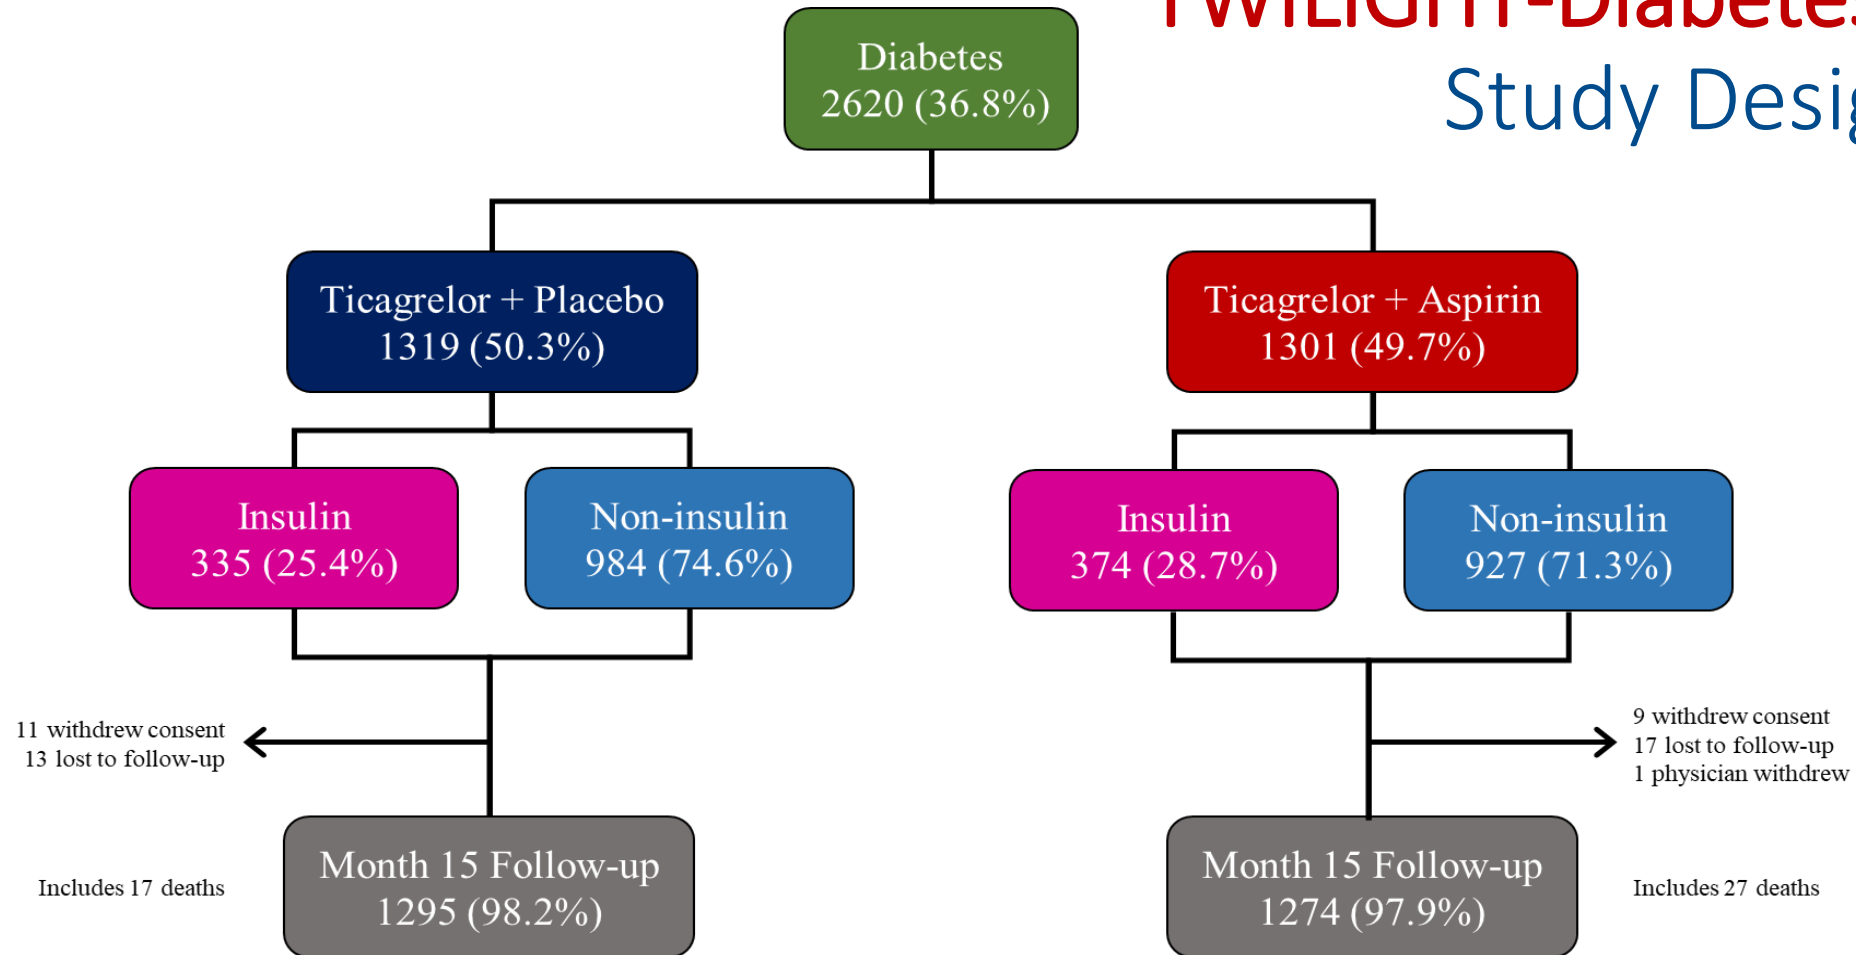 TWILIGHT-Diabetes
Study Desig
Diabetes
2620 (36.8%)
Ticagrelor + Placebo
1319 (50.3%)
Ticagrelor + Aspirin
1301 (49.7%)
Insulin
335 (25.4%)
Non-insulin
984 (74.6%)
Insulin
374 (28.7%)
Non-insulin
927 (71.3%)
11 withdrew consent
13 lost to follow-up
9 withdrew consent
17 lost to follow-up
1 physician withdrew
Includes 17 deaths
Month 15 Follow-up
1295 (98.2%)
Month 15 Follow-up
1274 (97.9%)
Includes 27 deaths